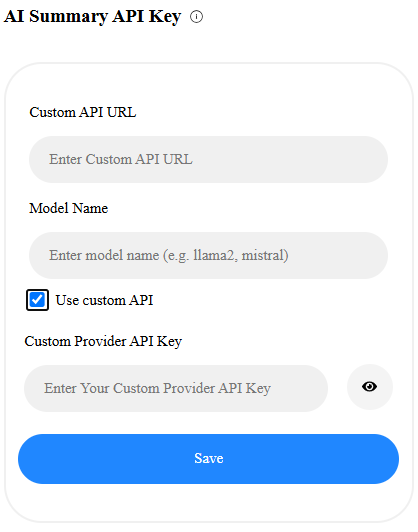 AI Summary API Key
Custom API URL
Enter Custom API URL
Model Name
Enter model name (e.g. llama2, mistral)
Use custom API
Custom Provider API Key
Enter Your Custom Provider API Key
Save